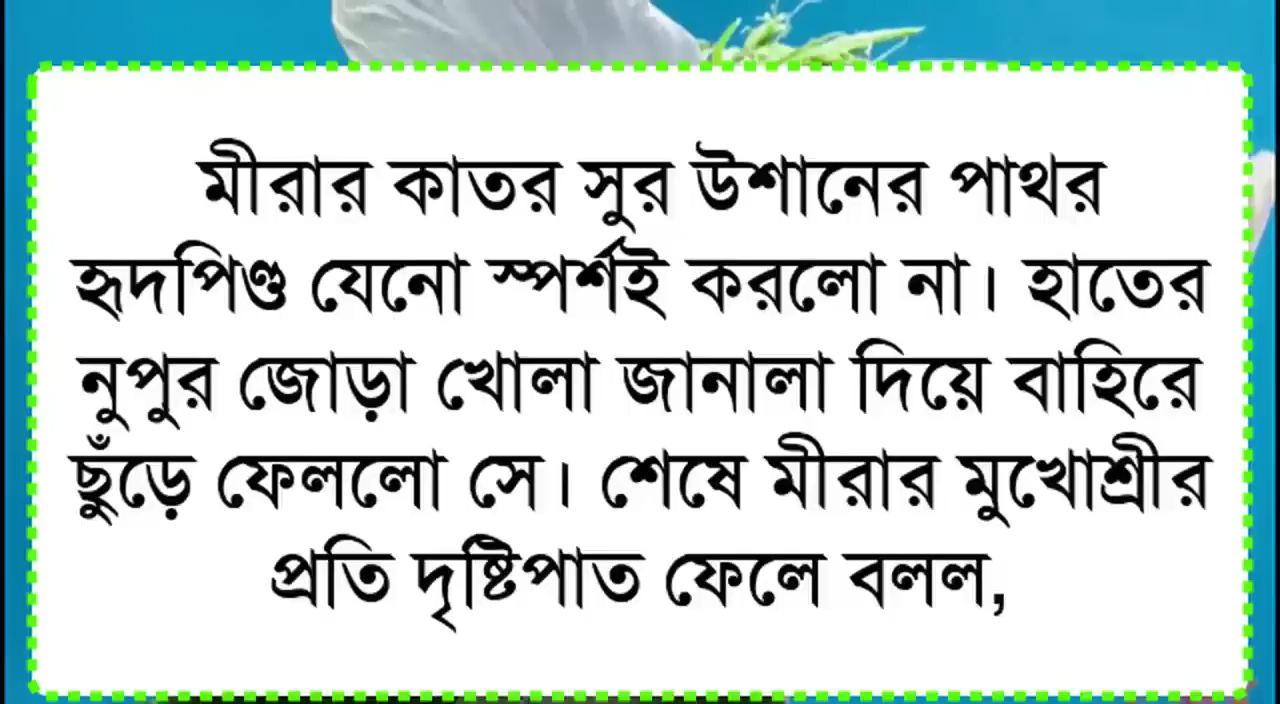 মীরার কাতর সুর উশানের পাথর
হৃদপিণ্ড যেনো স্পর্শই করলো না। হাতের
নুপুর জোড়া খোলা জানালা দিয়ে বাহিরে
ছুঁড়ে ফেললো সে। শেষে মীরার মুখোশ্রীর
প্রতি দৃষ্টিপাত ফেলে বলল,